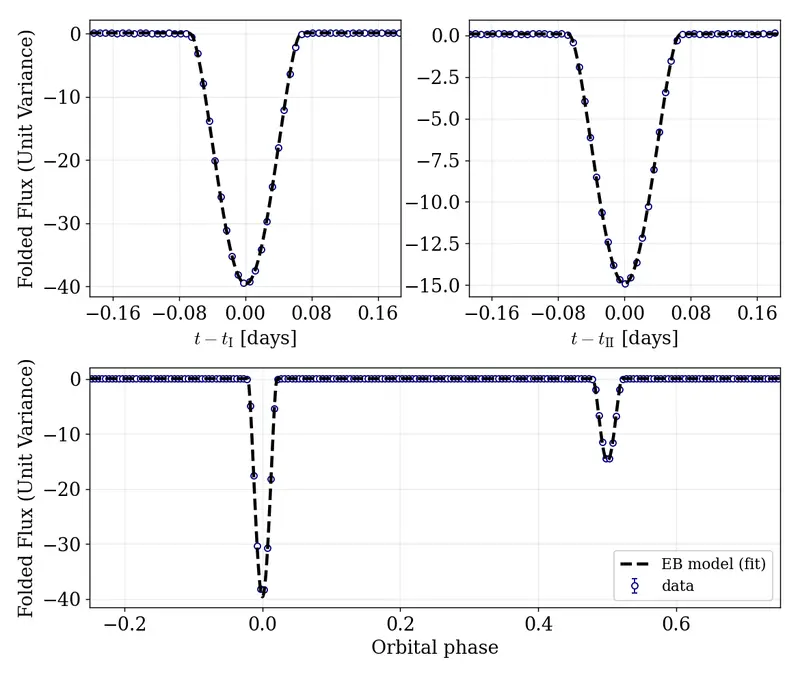 Folded Flux (Unit Variance)
0
−10
−20
−30
−40
−0.16 −0.08 0.00 0.08 0.16
t − t_I [days]
0.0
−2.5
−5.0
−7.5
−10.0
−12.5
−15.0
−0.16 −0.08 0.00 0.08 0.16
t − t_II [days]
Folded Flux (Unit Variance)
0
−10
−20
−30
−40
−0.2 0.0 0.2 0.4 0.6
Orbital phase
EB model (fit)
data